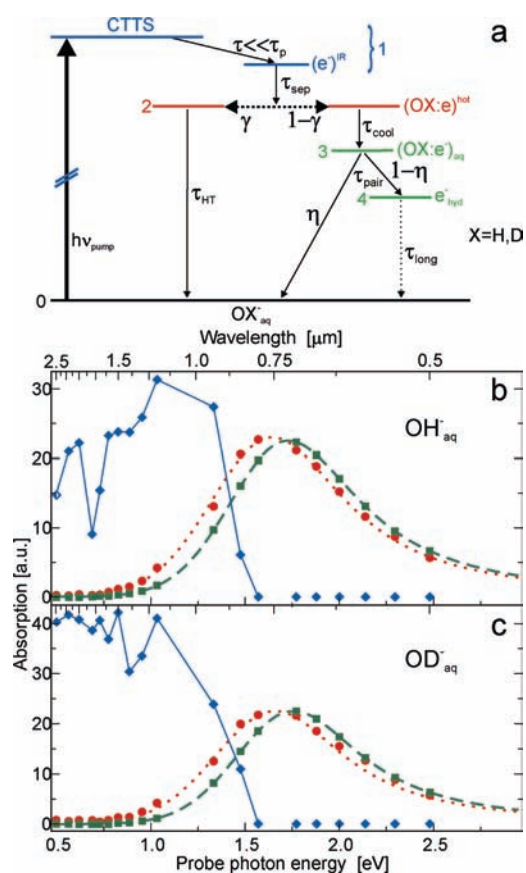 CTTS
a
τ<<τp
(e⁻)IR
} 1
τsep
2
γ
1−γ
(OX:e)hot
τcool
3
(OX:e⁻)aq
τpair
1−η
4
e⁻hyd
τHT
η
τlong
X=H,D
hνpump
0
OX⁻aq
Wavelength [μm]
2.5 1.5 1 0.75 0.5
30
b
OH⁻aq
20
10
0
Absorption [a.u.]
40
c
OD⁻aq
30
20
10
0
0.5 1.0 1.5 2.0 2.5
Probe photon energy [eV]